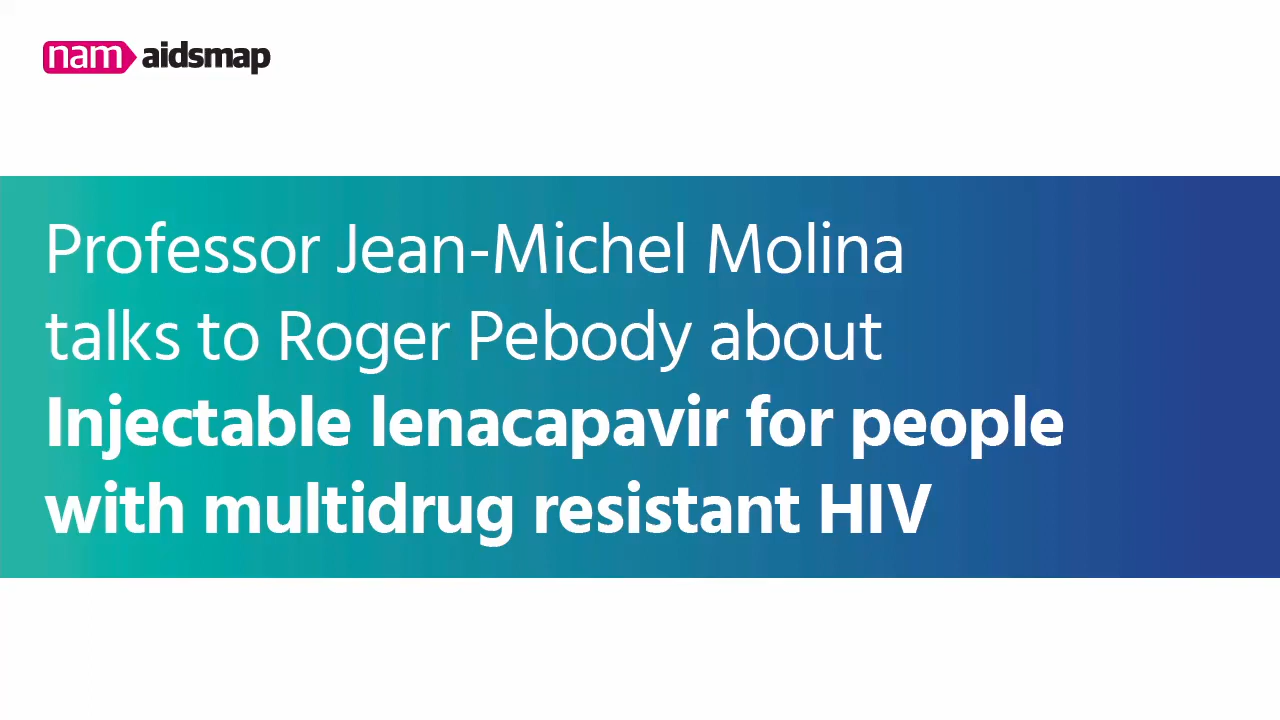 nam aidsmap
Professor Jean-Michel Molina
talks to Roger Pebody about
Injectable lenacapavir for people
with multidrug resistant HIV